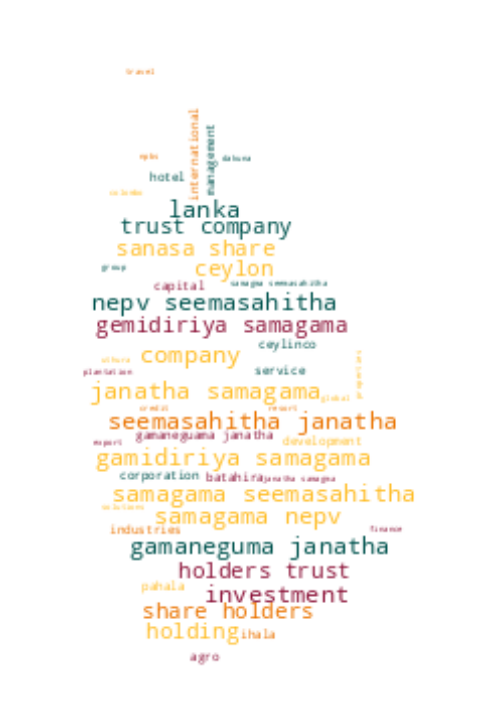 travel
international
management
dakuna
hotel
colombo
lanka
trust company
sanasa share
ceylon
group
capital
samagma seemasahitha
nepv seemasahitha
gemidiriya samagama
ceylinco
company
uthura
plantation
service
janatha samagama
global
credit
resort
seemasahitha janatha
gamaneguama janatha
export
development
gamidiriya samagama
corporation
batahira
janatha samagma
samagama seemasahitha
solutions
samagama nepv
industries
finance
gamaneguma janatha
holders trust
pahala
investment
share holders
holding
ihala
agro